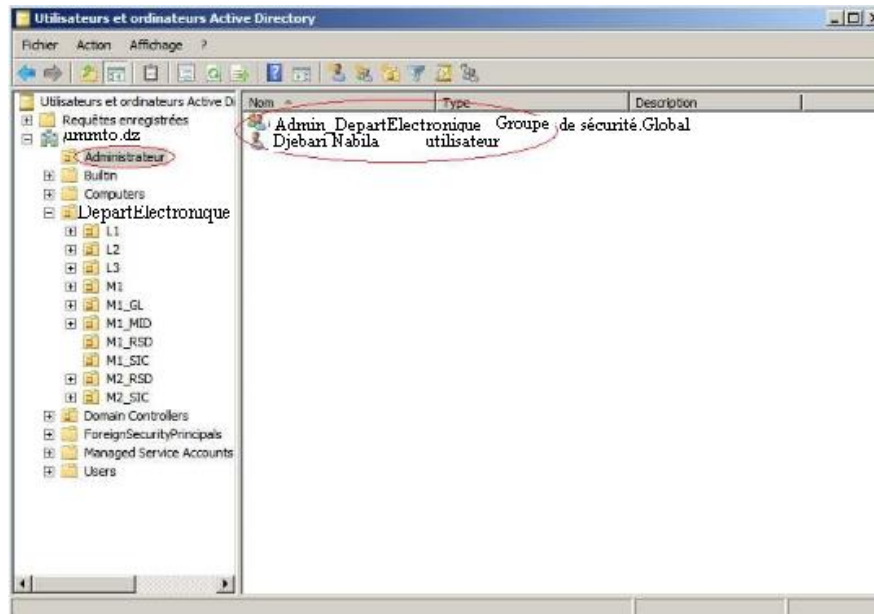 Utilisateurs et ordinateurs Active Directory
Fichier Action Affichage ?
Utilisateurs et ordinateurs Active Di
Nom Type Description
Requêtes enregistrées
ummto.dz
Administrateur
Builtin
Computers
DepartElectronique
L1
L2
L3
M1
M1_GL
M1_MID
M1_RSD
M1_SIC
M2_RSD
M2_SIC
Domain Controllers
ForeignSecurityPrincipals
Managed Service Accounts
Users
Admin_DepartElectronique Groupe de sécurité.Global
Djebari Nabila utilisateur